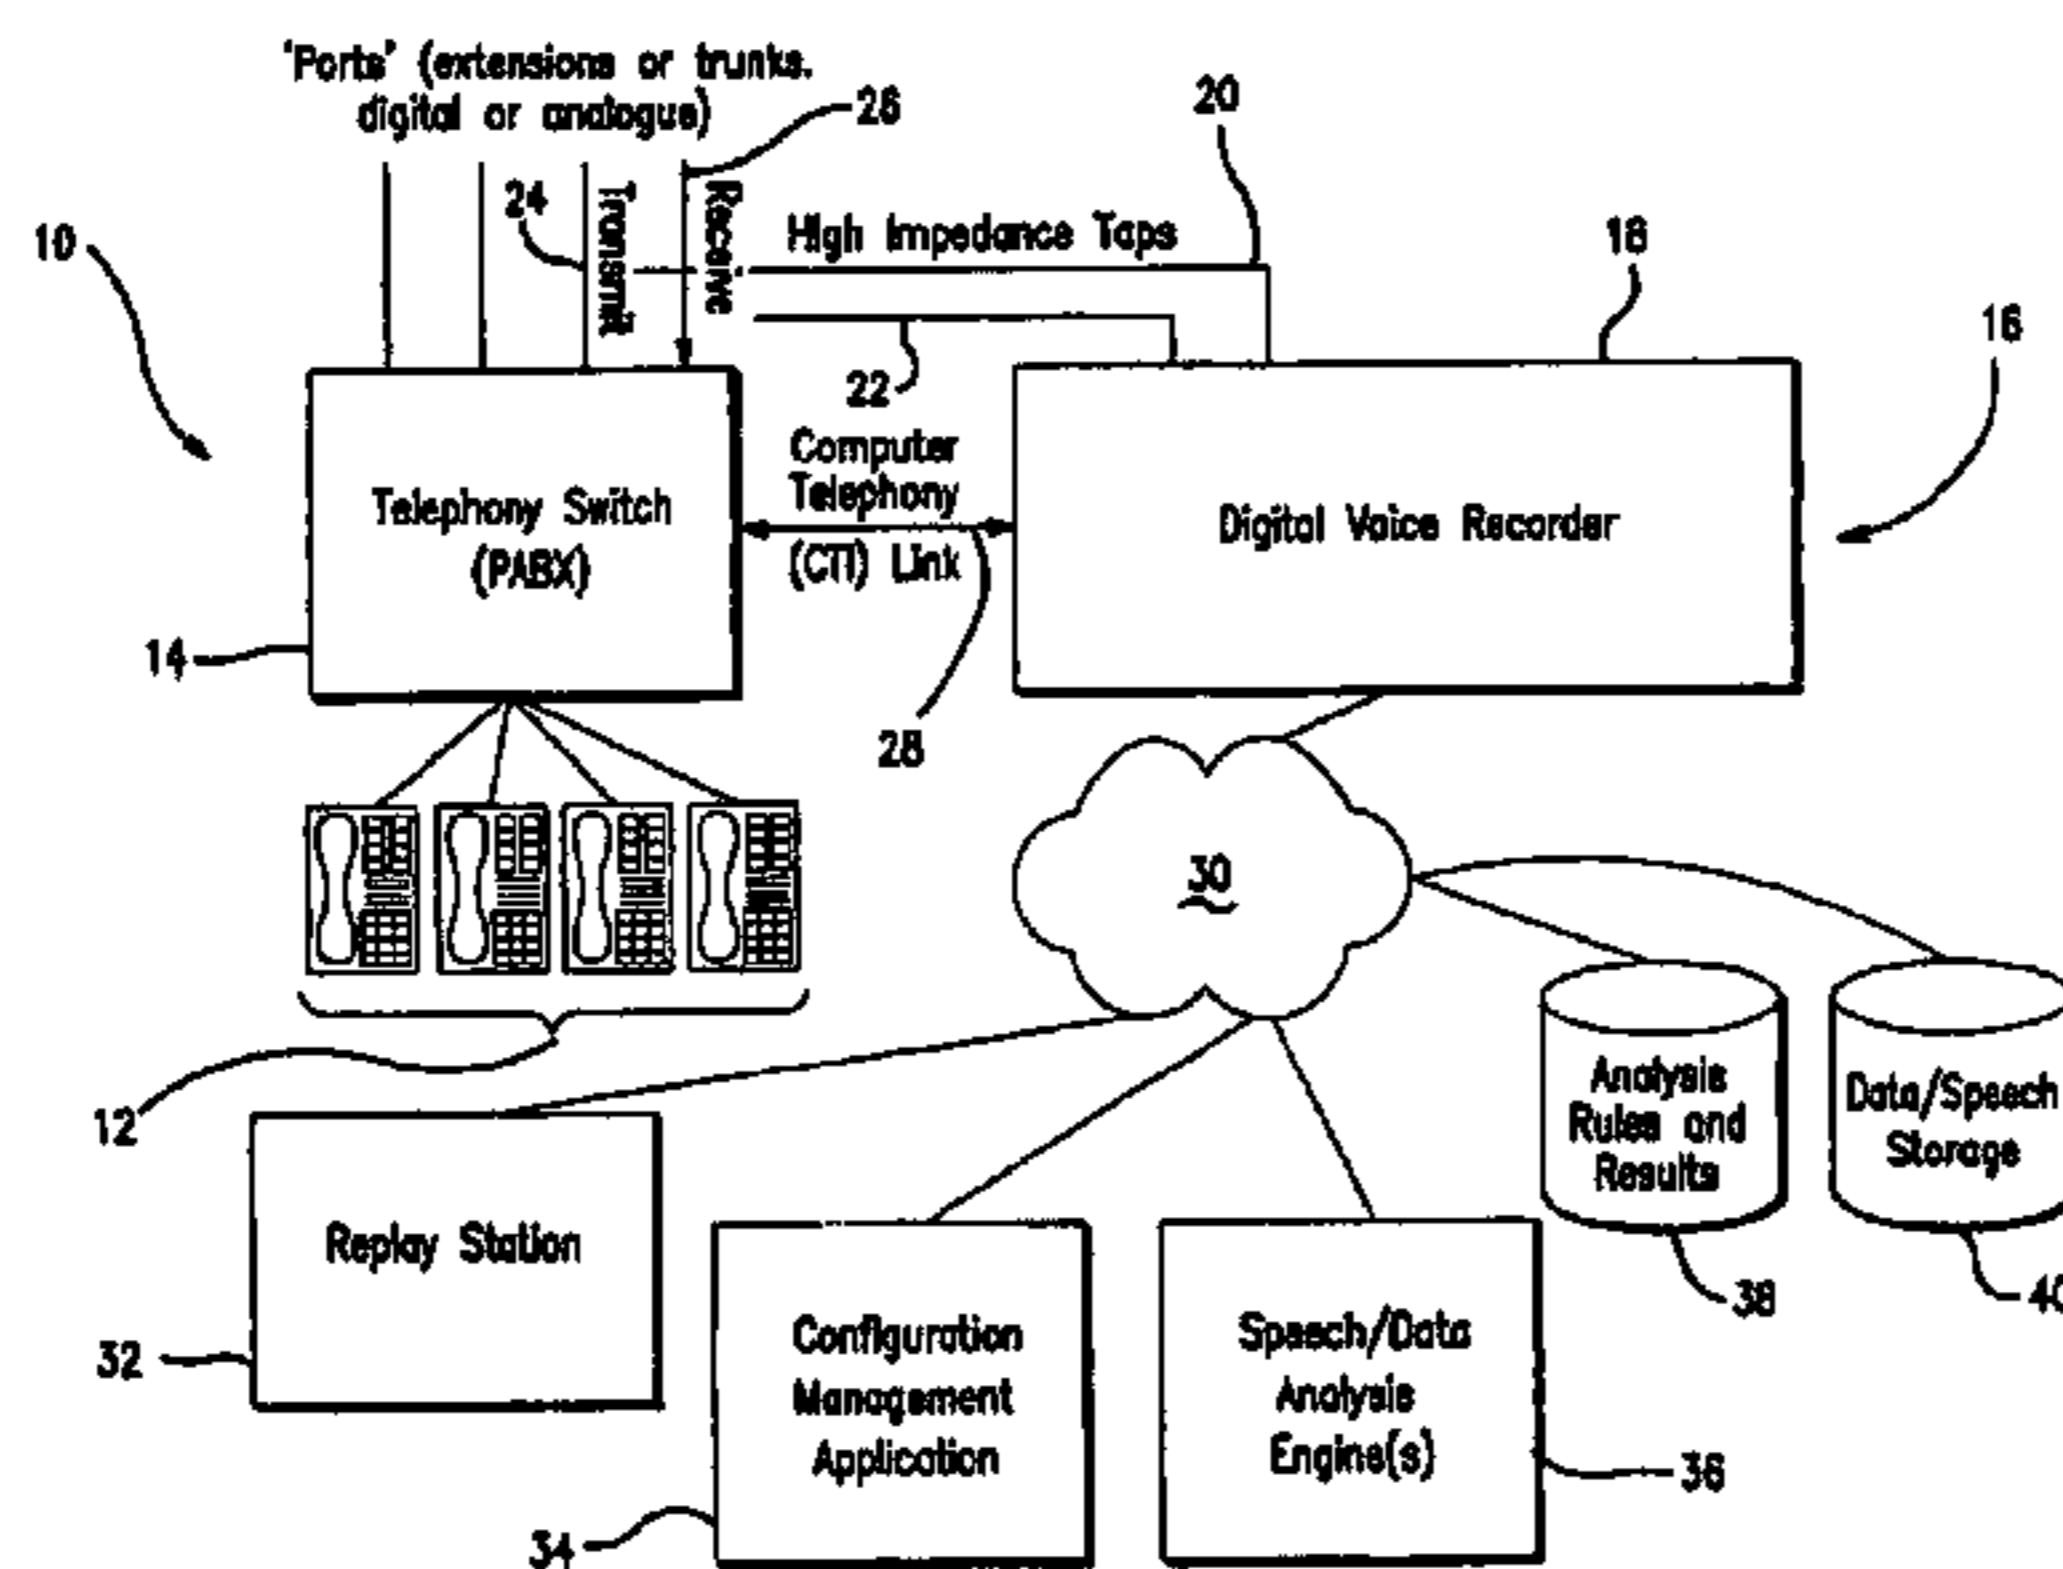 'Ports' (extensions or trunks.
digital or analogue)
26
20
24
Transmit
Receive
High Impedance Taps
10
18
16
22
Computer
Telephony
(CTI) Link
Telephony Switch
(PABX)
Digital Voice Recorder
14
28
30
12
Analysis
Rules and
Results
Data/Speech
Storage
Replay Station
38
40
32
Configuration
Management
Application
Speech/Data
Analysis
Engine(s)
36
34